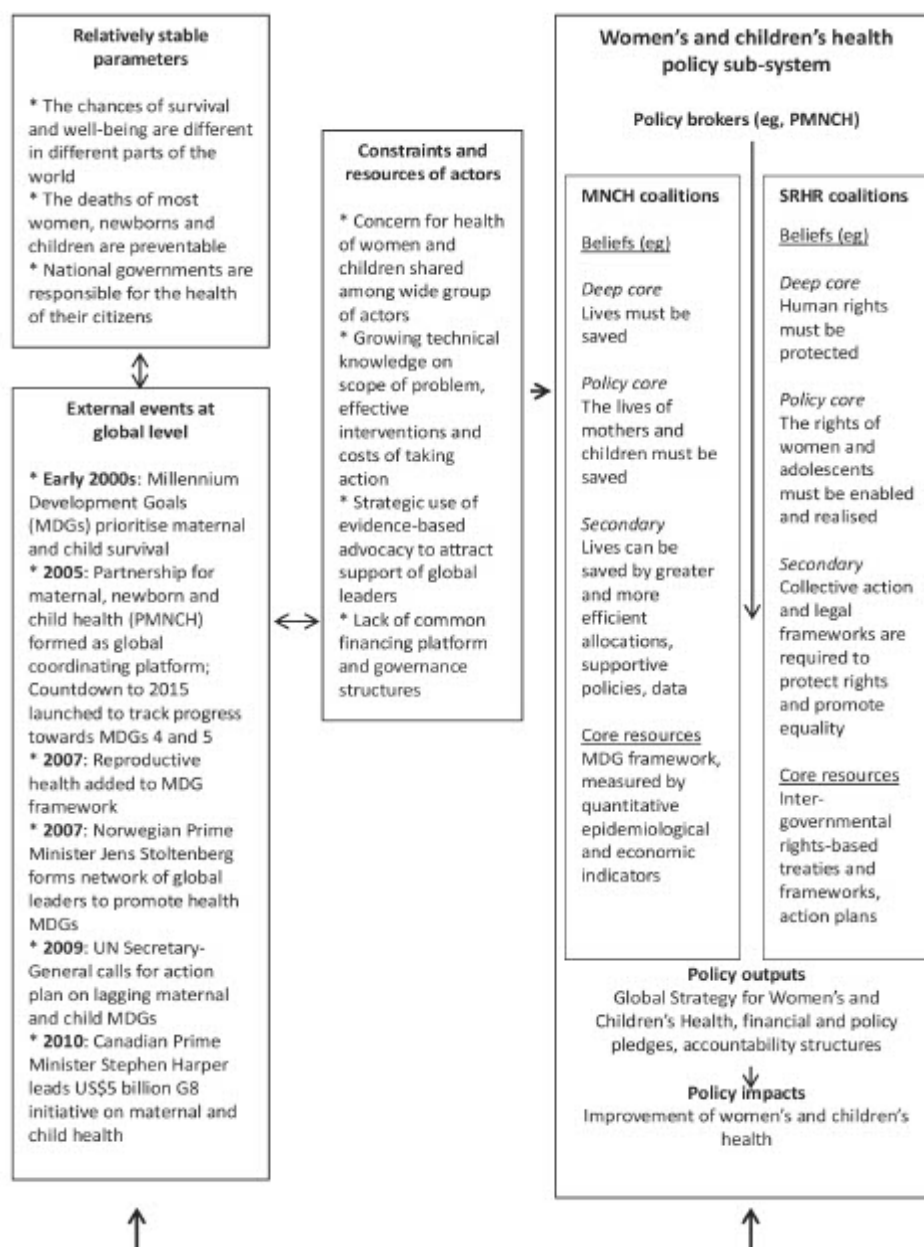 Relatively stable
parameters
* The chances of survival
and well-being are different
in different parts of the
world
* The deaths of most
women, newborns and
children are preventable
* National governments are
responsible for the health
of their citizens
External events at
global level
* Early 2000s: Millennium
Development Goals
(MDGs) prioritise maternal
and child survival
* 2005: Partnership for
maternal, newborn and
child health (PMNCH)
formed as global
coordinating platform;
Countdown to 2015
launched to track progress
towards MDGs 4 and 5
* 2007: Reproductive
health added to MDG
framework
* 2007: Norwegian Prime
Minister Jens Stoltenberg
forms network of global
leaders to promote health
MDGs
* 2009: UN Secretary-
General calls for action
plan on lagging maternal
and child MDGs
* 2010: Canadian Prime
Minister Stephen Harper
leads US$5 billion G8
initiative on maternal and
child health
Constraints and
resources of actors
* Concern for health
of women and
children shared
among wide group
of actors
* Growing technical
knowledge on
scope of problem,
effective
interventions and
costs of taking
action
* Strategic use of
evidence-based
advocacy to attract
support of global
leaders
* Lack of common
financing platform
and governance
structures
Women's and children's health
policy sub-system
Policy brokers (eg, PMNCH)
MNCH coalitions
Beliefs (eg)
Deep core
Lives must be
saved
Policy core
The lives of
mothers and
children must be
saved
Secondary
Lives can be
saved by greater
and more
efficient
allocations,
supportive
policies, data
Core resources
MDG framework,
measured by
quantitative
epidemiological
and economic
indicators
SRHR coalitions
Beliefs (eg)
Deep core
Human rights
must be
protected
Policy core
The rights of
women and
adolescents
must be enabled
and realised
Secondary
Collective action
and legal
frameworks are
required to
protect rights
and promote
equality
Core resources
Inter-
governmental
rights-based
treaties and
frameworks,
action plans
Policy outputs
Global Strategy for Women's and
Children's Health, financial and policy
pledges, accountability structures
Policy impacts
Improvement of women's and children's
health